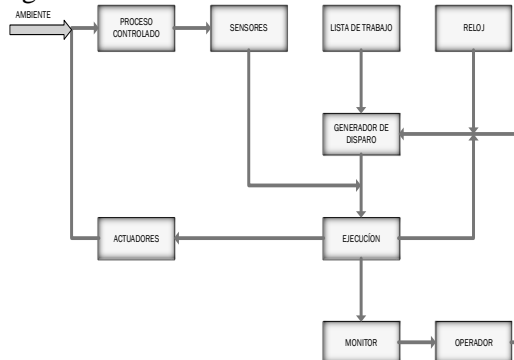 AMBIENTE
PROCESO
CONTROLADO
SENSORES
LISTA DE TRABAJO
RELOJ
GENERADOR DE
DISPARO
ACTUADORES
EJECUCÍON
MONITOR
OPERADOR